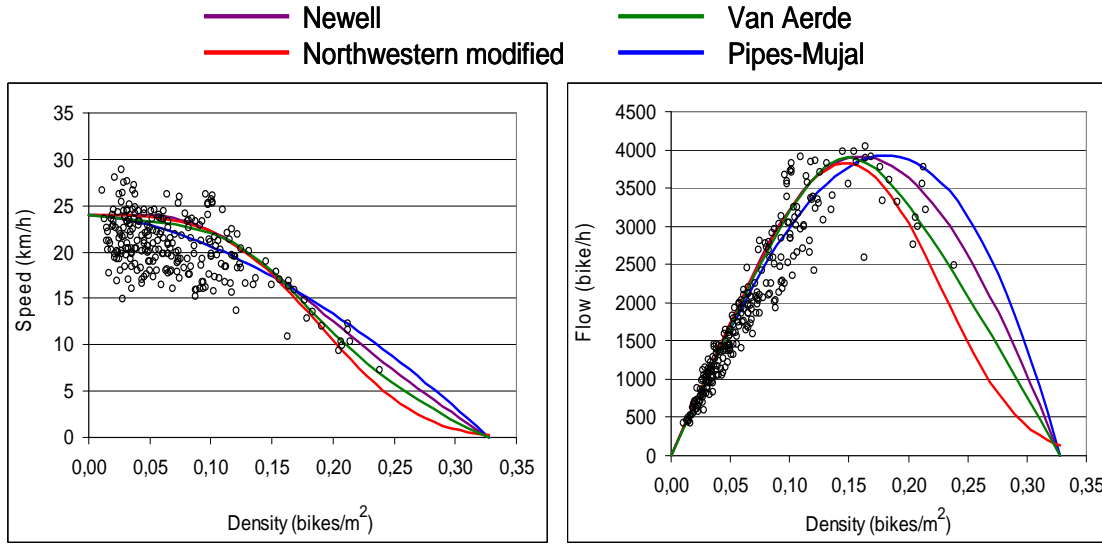 Newell
Van Aerde
Northwestern modified
Pipes-Mujal
35
30
25
20
15
10
5
0
Speed (km/h)
0,00 0,05 0,10 0,15 0,20 0,25 0,30 0,35
Density (bikes/m²)
4500
4000
3500
3000
2500
2000
1500
1000
500
0
Flow (bike/h)
0,00 0,05 0,10 0,15 0,20 0,25 0,30 0,35
Density (bikes/m²)